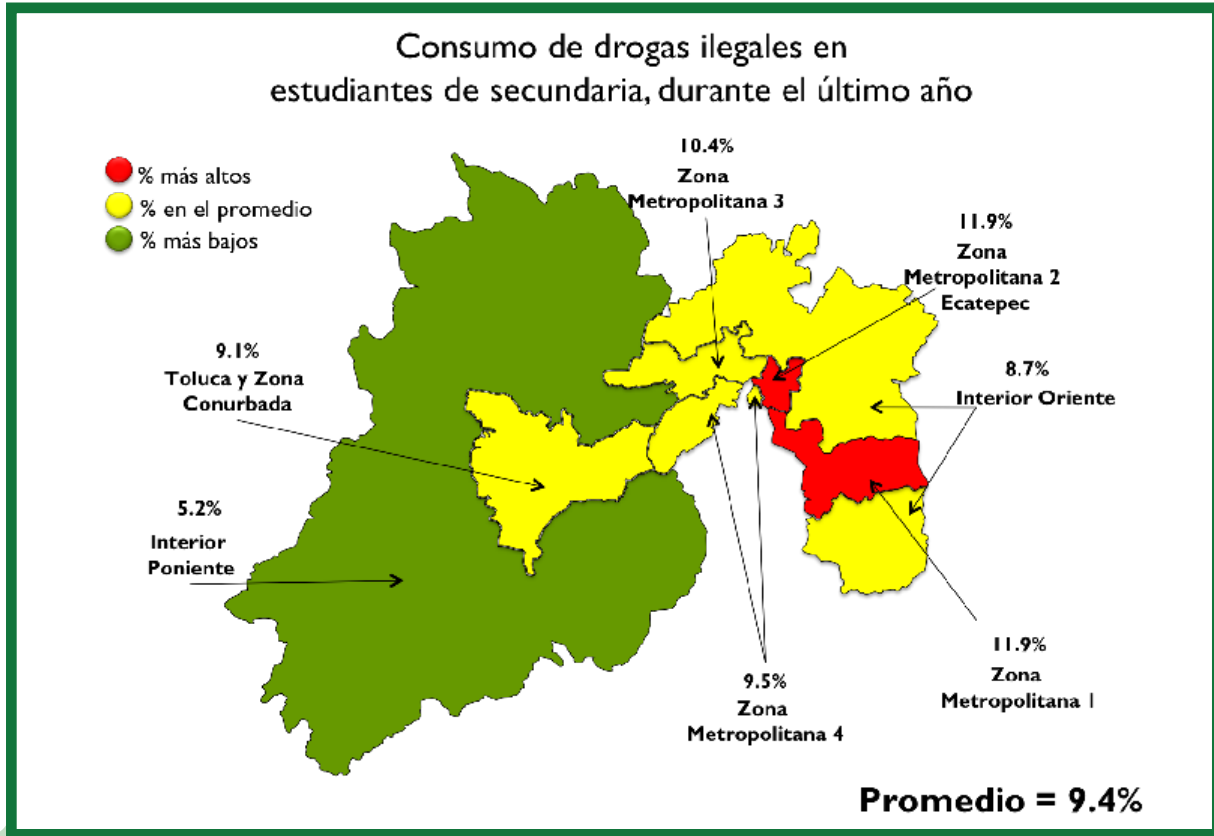 Consumo de drogas ilegales en
estudiantes de secundaria, durante el último año
% más altos
% en el promedio
% más bajos
10.4%
Zona
Metropolitana 3
11.9%
Zona
Metropolitana 2
Ecatepec
9.1%
Toluca y Zona
Conurbada
8.7%
Interior Oriente
5.2%
Interior
Poniente
11.9%
Zona
Metropolitana 1
9.5%
Zona
Metropolitana 4
Promedio = 9.4%